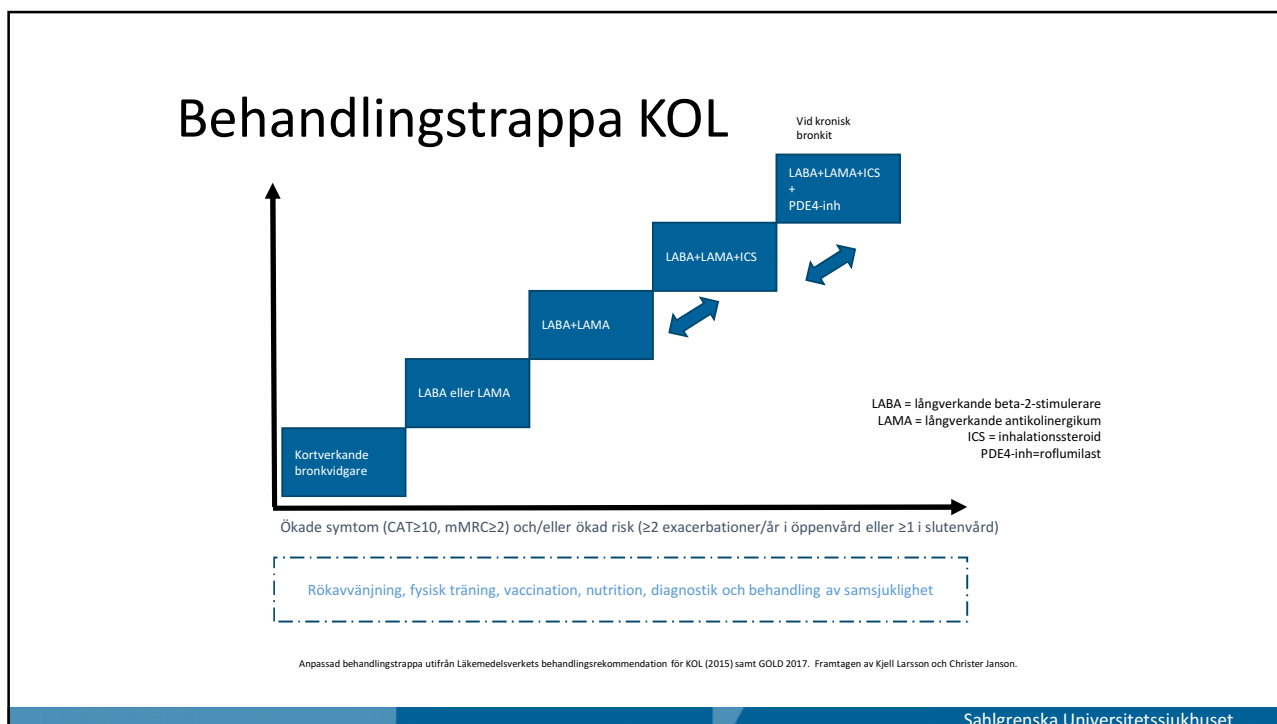 Behandlingstrappa KOL
Vid kronisk
bronkit
LABA+LAMA+ICS
+
PDE4-inh
LABA+LAMA+ICS
LABA+LAMA
LABA eller LAMA
Kortverkande
bronkvidgare
LABA = långverkande beta-2-stimulerare
LAMA = långverkande antikolinergikum
ICS = inhalationssteroid
PDE4-inh=roflumilast
Ökade symtom (CAT≥10, mMRC≥2) och/eller ökad risk (≥2 exacerbationer/år i öppenvård eller ≥1 i slutenvård)
Rökavvänjning, fysisk träning, vaccination, nutrition, diagnostik och behandling av samsjuklighet
Anpassad behandlingstrappa utifrån Läkemedelsverkets behandlingsrekommendation för KOL (2015) samt GOLD 2017. Framtagen av Kjell Larsson och Christer Janson.
Sahlgrenska Universitetssjukhuset